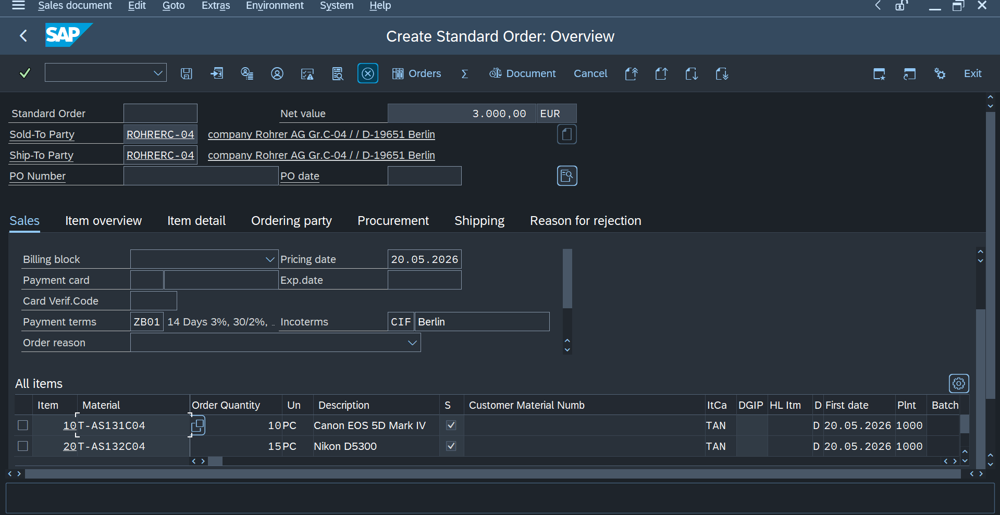 Sales document Edit Goto Extras Environment System Help
SAP Create Standard Order: Overview
Orders Document Cancel Exit
Standard Order Net value 3.000,00 EUR
Sold-To Party ROHRERC-04 company Rohrer AG Gr.C-04 / / D-19651 Berlin
Ship-To Party ROHRERC-04 company Rohrer AG Gr.C-04 / / D-19651 Berlin
PO Number PO date
Sales Item overview Item detail Ordering party Procurement Shipping Reason for rejection
Billing block Pricing date 20.05.2026
Payment card Exp.date
Card Verif.Code
Payment terms ZB01 14 Days 3%, 30/2%, … Incoterms CIF Berlin
Order reason
All items
Item Material Order Quantity Un Description S Customer Material Numb ItCa DGIP HL Itm D First date Plnt Batch
10 T-AS131C04 10 PC Canon EOS 5D Mark IV TAN D 20.05.2026 1000
20 T-AS132C04 15 PC Nikon D5300 TAN D 20.05.2026 1000